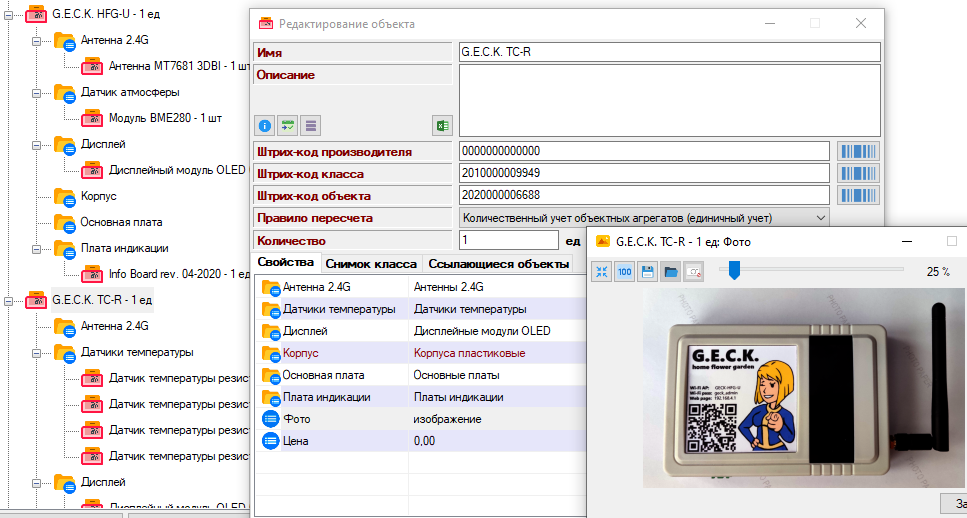 G.E.C.K. HFG-U - 1 ед
Антенна 2.4G
Антенна MT7681 3DBI - 1 шт
Датчик атмосферы
Модуль BME280 - 1 шт
Дисплей
Дисплейный модуль OLED
Корпус
Основная плата
Плата индикации
Info Board rev. 04-2020 - 1 ед
G.E.C.K. TC-R - 1 ед
Антенна 2.4G
Датчики температуры
Датчик температуры резист
Датчик температуры резист
Датчик температуры резист
Датчик температуры резист
Дисплей
Дисплейный модуль OLED
Редактирование объекта
Имя
G.E.C.K. TC-R
Описание
Штрих-код производителя
0000000000000
Штрих-код класса
2010000009949
Штрих-код объекта
2020000006688
Правило пересчета
Количественный учет объектных агрегатов (единичный учет)
Количество
1
ед
Свойства
Снимок класса
Ссылающиеся объекты
Антенна 2.4G
Антенны 2.4G
Датчики температуры
Датчики температуры
Дисплей
Дисплейные модули OLED
Корпус
Корпуса пластиковые
Основная плата
Основные платы
Плата индикации
Платы индикации
Фото
изображение
Цена
0,00
G.E.C.K. TC-R - 1 ед: Фото
100
25 %
G.E.C.K.
home flower garden
Wi-Fi AP: GECK-HFG-U
Wi-Fi pass: geck_admin
Web page: 192.168.4.1
За